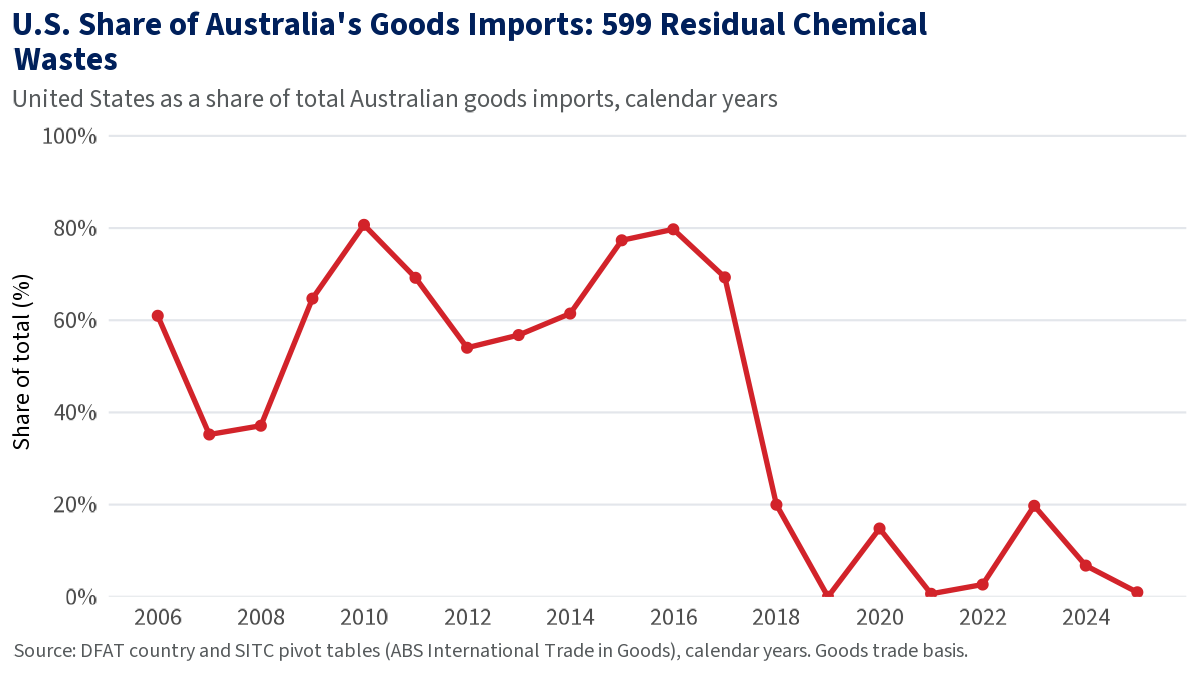 U.S. Share of Australia's Goods Imports: 599 Residual Chemical
Wastes
United States as a share of total Australian goods imports, calendar years
Share of total (%)
100%
80%
60%
40%
20%
0%
2006 2008 2010 2012 2014 2016 2018 2020 2022 2024
Source: DFAT country and SITC pivot tables (ABS International Trade in Goods), calendar years. Goods trade basis.